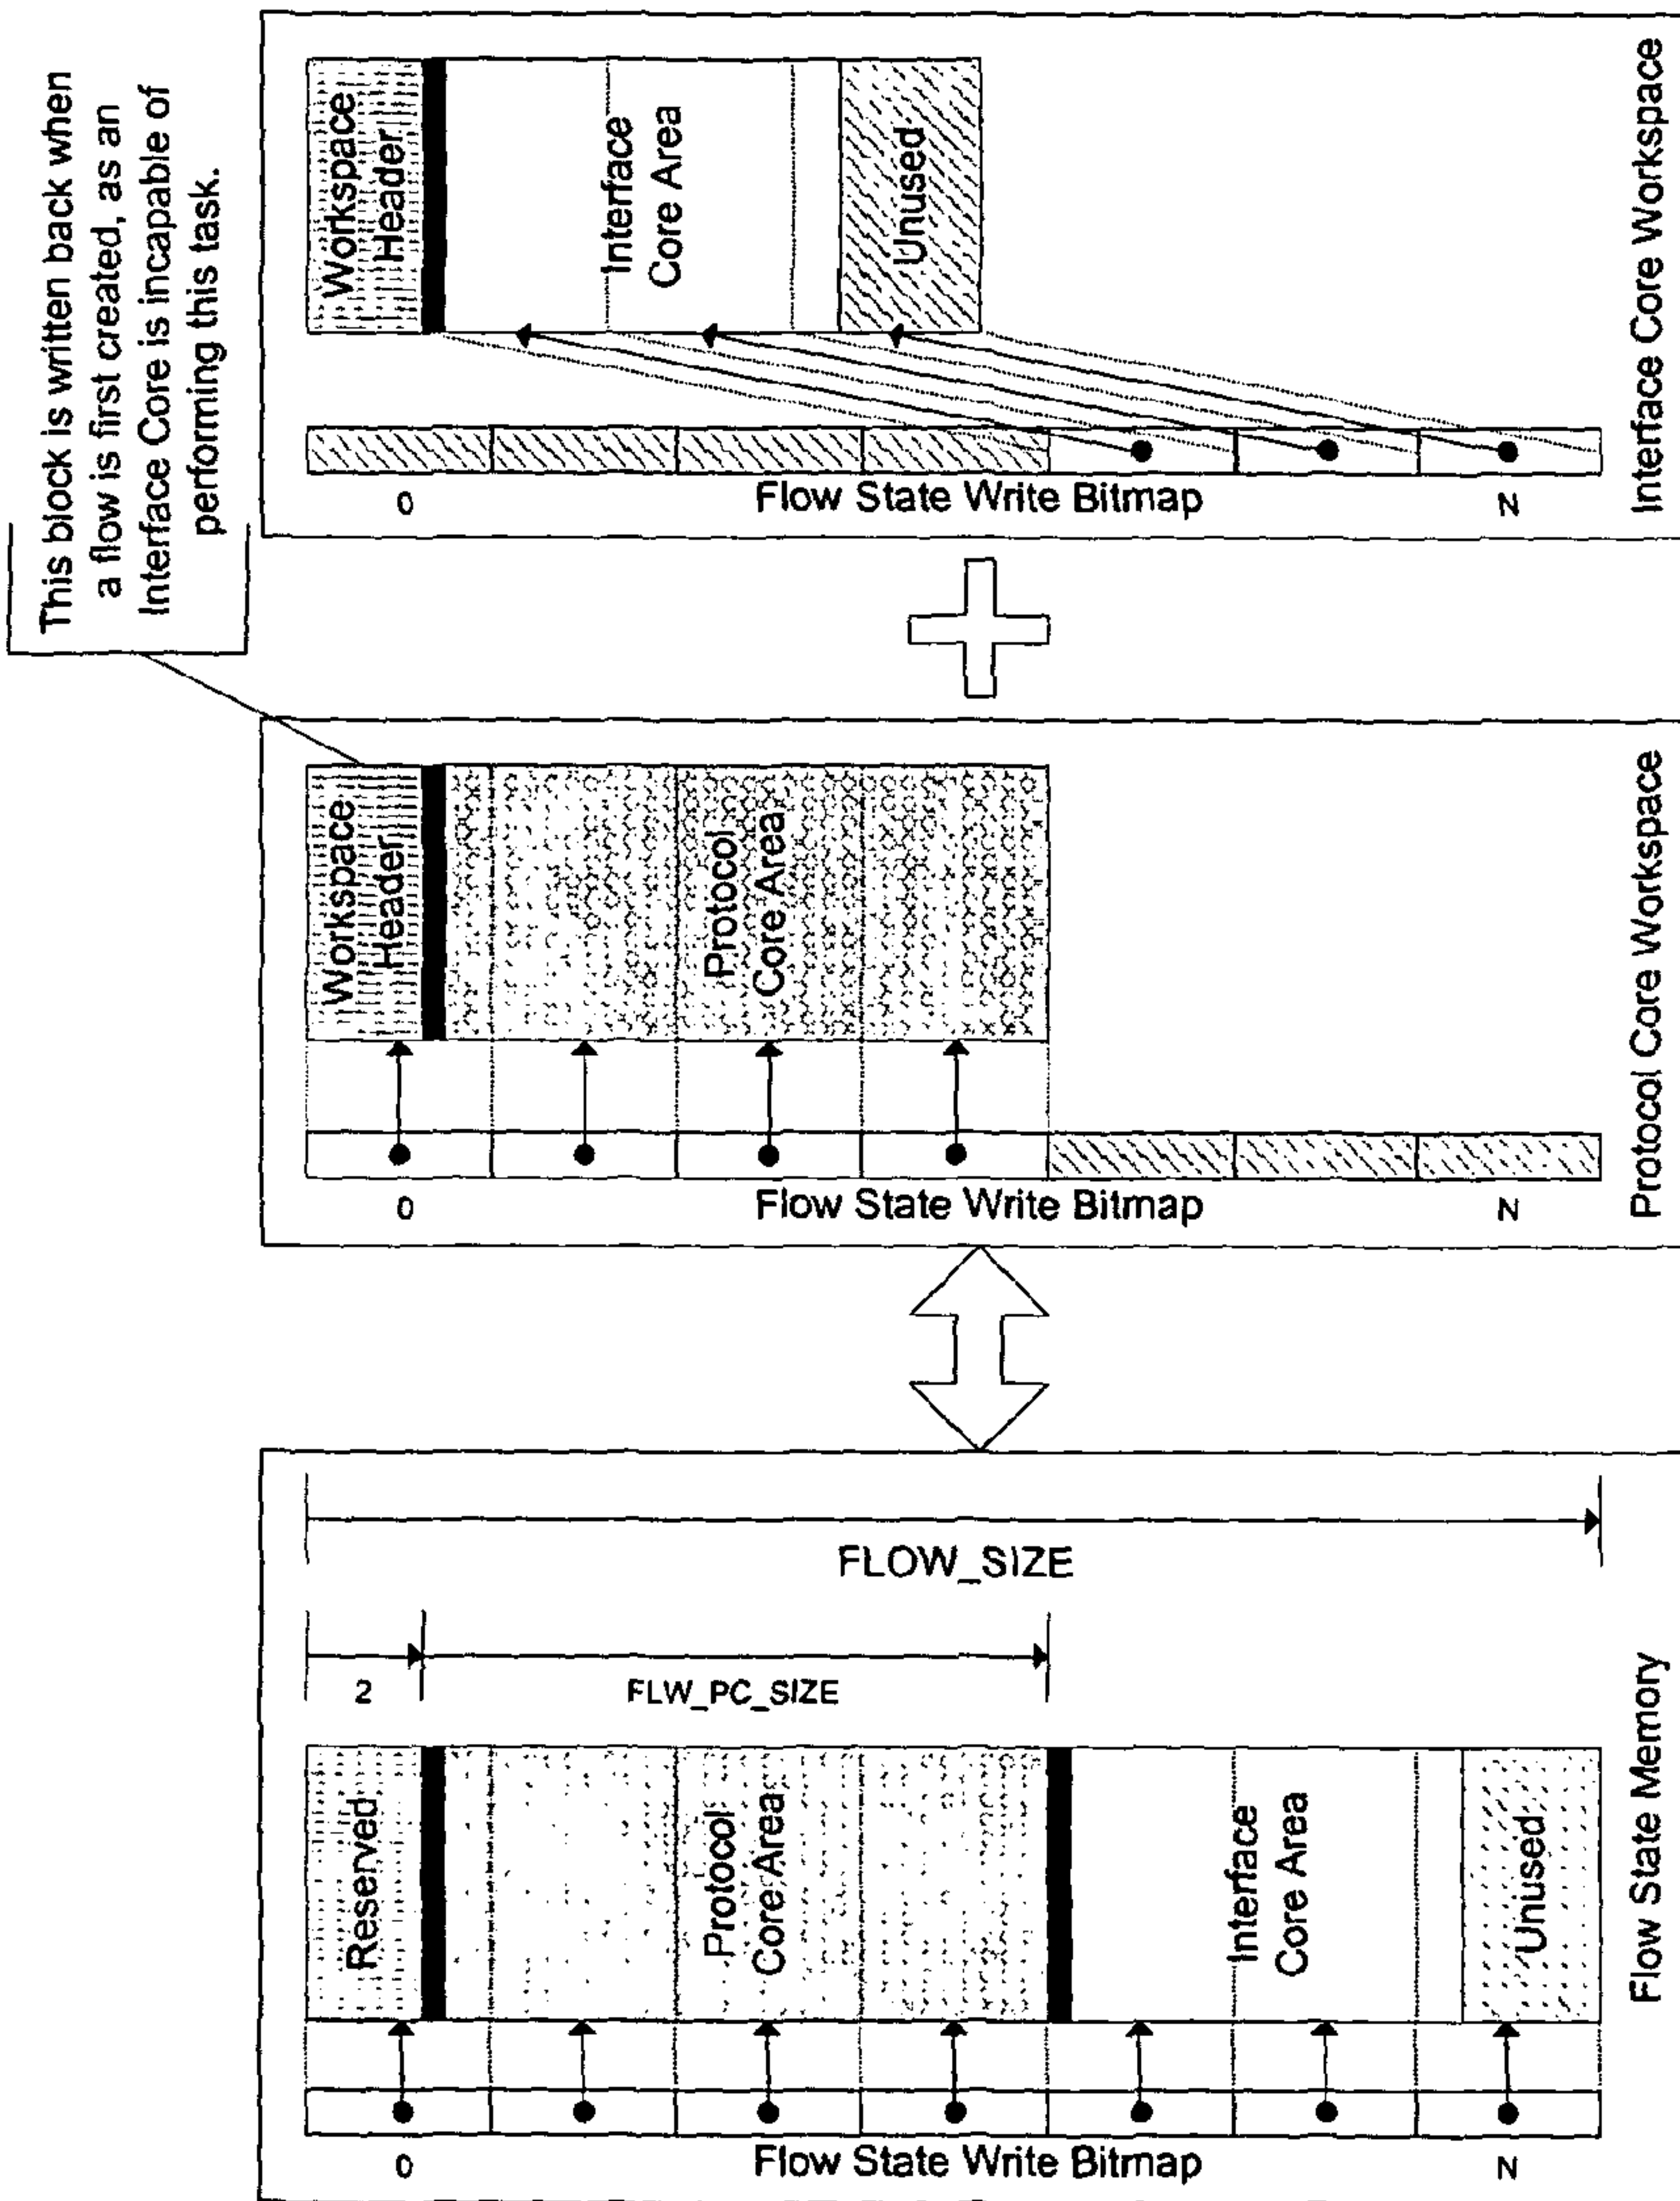 This block is written back when
a flow is first created, as an
Interface Core is incapable of
performing this task.
Flow State Write Bitmap
0
N
Reserved
Protocol
Core Area
Interface
Core Area
Unused
2
FLW_PC_SIZE
FLOW_SIZE
Flow State Memory
Flow State Write Bitmap
0
N
Workspace
Header
Protocol
Core Area
Protocol Core Workspace
Flow State Write Bitmap
0
N
Workspace
Header
Interface
Core Area
Unused
Interface Core Workspace